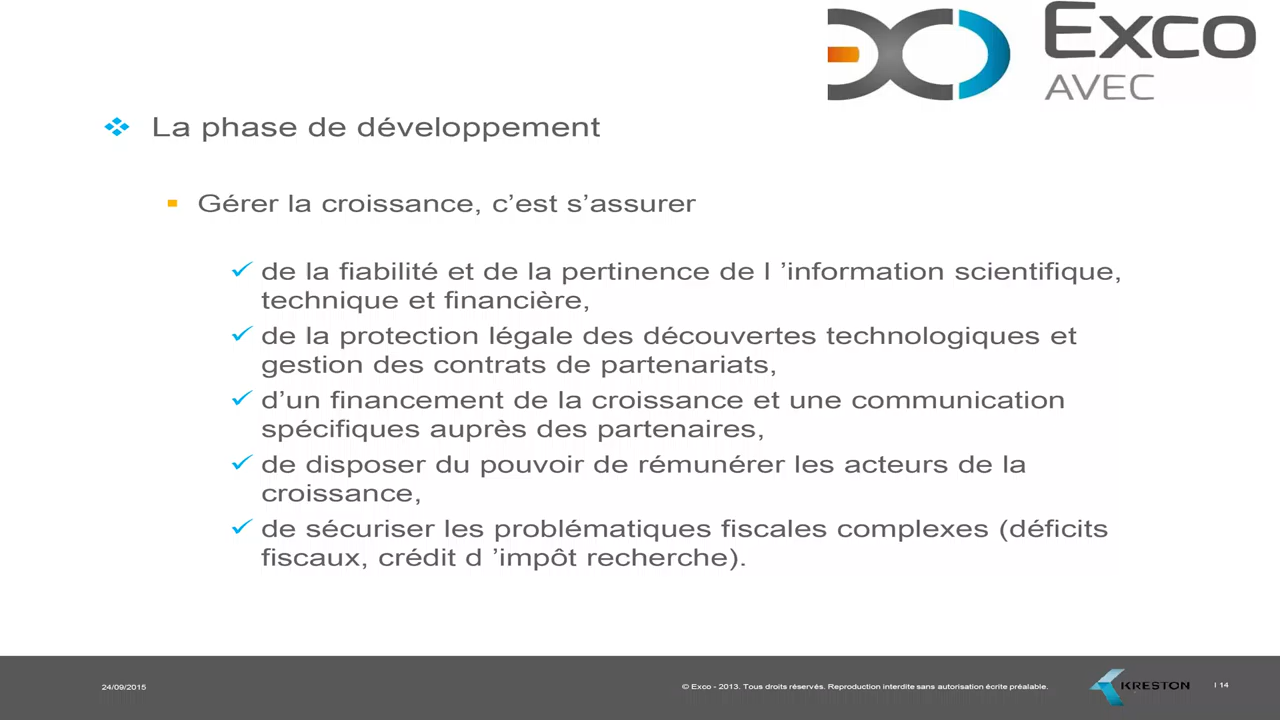 Exco
AVEC
La phase de développement
Gérer la croissance, c’est s’assurer
de la fiabilité et de la pertinence de l ’information scientifique,
technique et financière,
de la protection légale des découvertes technologiques et
gestion des contrats de partenariats,
d’un financement de la croissance et une communication
spécifiques auprès des partenaires,
de disposer du pouvoir de rémunérer les acteurs de la
croissance,
de sécuriser les problématiques fiscales complexes (déficits
fiscaux, crédit d ’impôt recherche).
24/09/2015
© Exco - 2013. Tous droits réservés. Reproduction interdite sans autorisation écrite préalable.
KRESTON
I 14